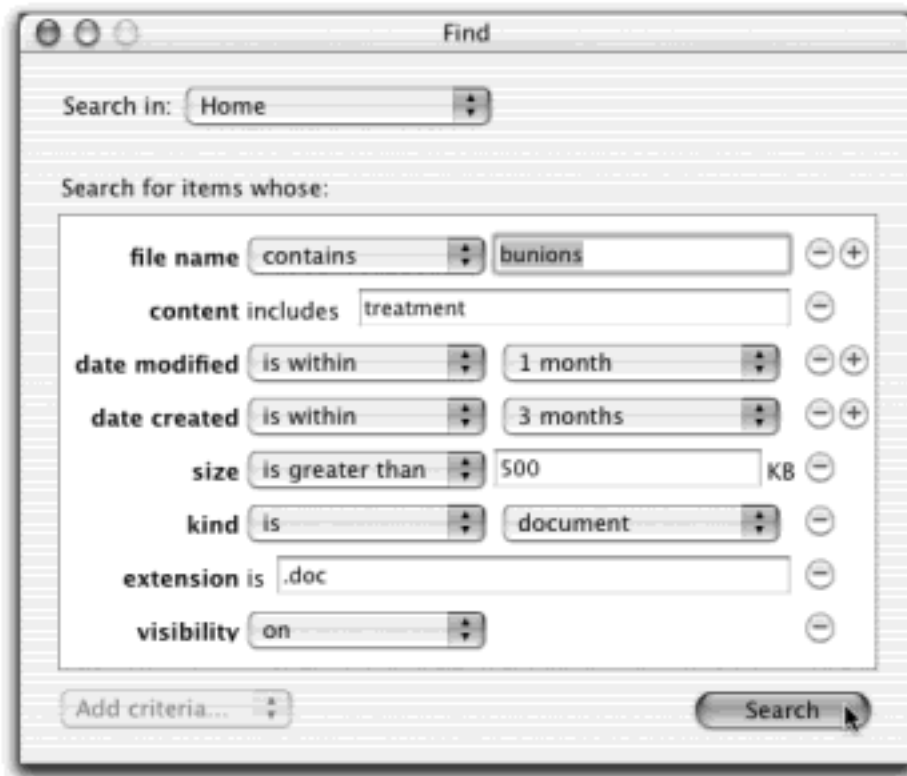 Find
Search in: Home
Search for items whose:
file name contains bunions
content includes treatment
date modified is within 1 month
date created is within 3 months
size is greater than 500 KB
kind is document
extension is .doc
visibility on
Add criteria... Search